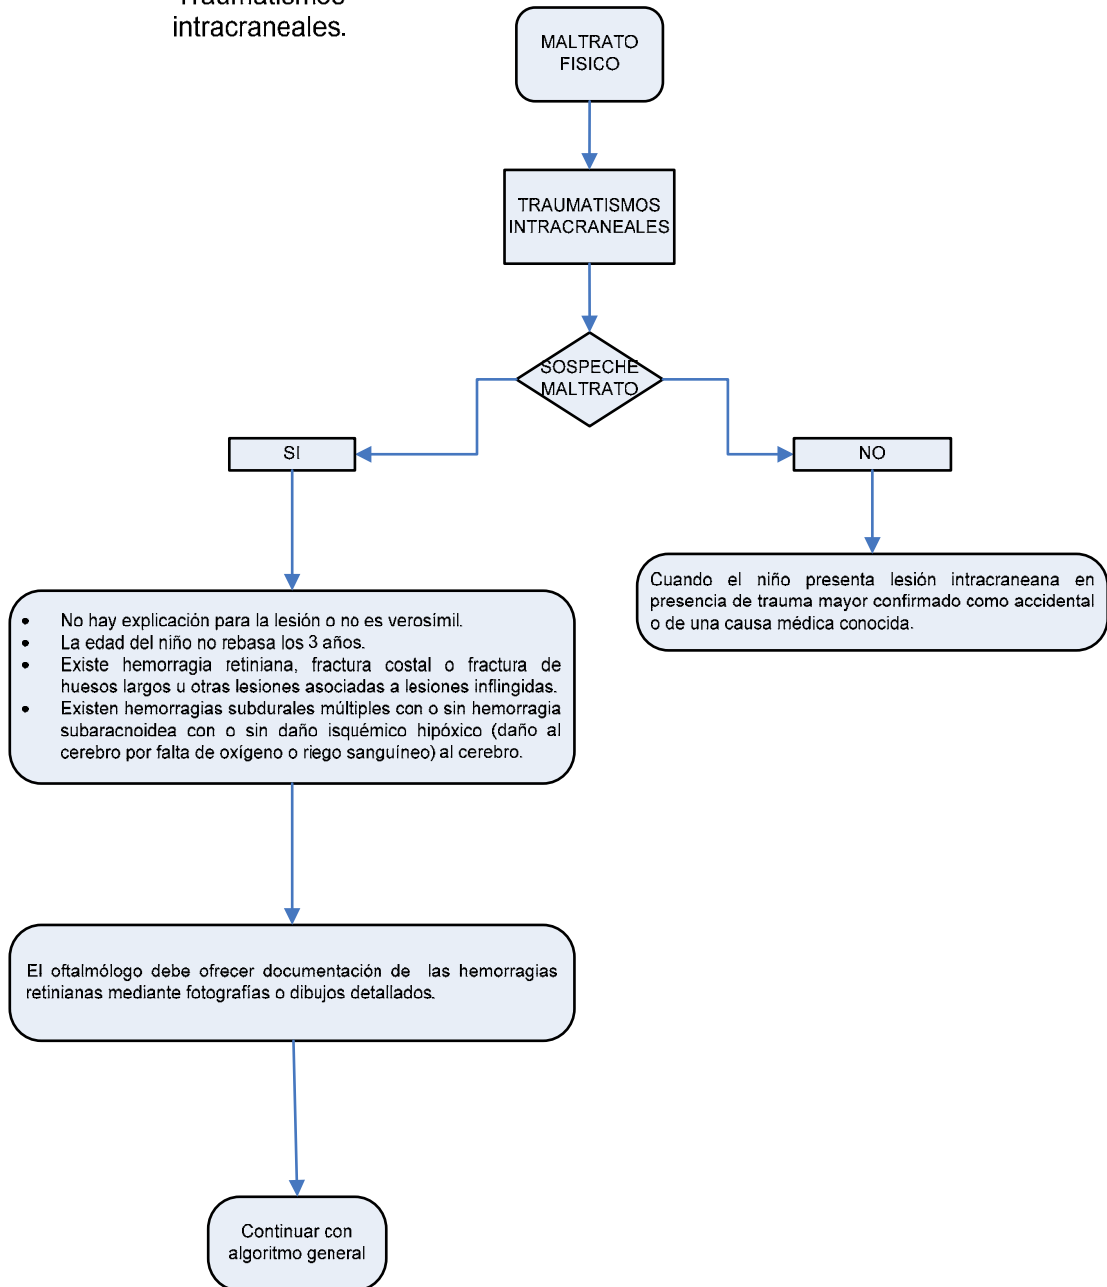 Traumatismos
intracraneales.
MALTRATO
FISICO
TRAUMATISMOS
INTRACRANEALES
SOSPECHE
MALTRATO
SI
NO
Cuando el niño presenta lesión intracraneana en
presencia de trauma mayor confirmado como accidental
o de una causa médica conocida.
• No hay explicación para la lesión o no es verosímil.
• La edad del niño no rebasa los 3 años.
• Existe hemorragia retiniana, fractura costal o fractura de
huesos largos u otras lesiones asociadas a lesiones inflingidas.
• Existen hemorragias subdurales múltiples con o sin hemorragia
subaracnoidea con o sin daño isquémico hipóxico (daño al
cerebro por falta de oxígeno o riego sanguíneo) al cerebro.
El oftalmólogo debe ofrecer documentación de las hemorragias
retinianas mediante fotografías o dibujos detallados.
Continuar con
algoritmo general